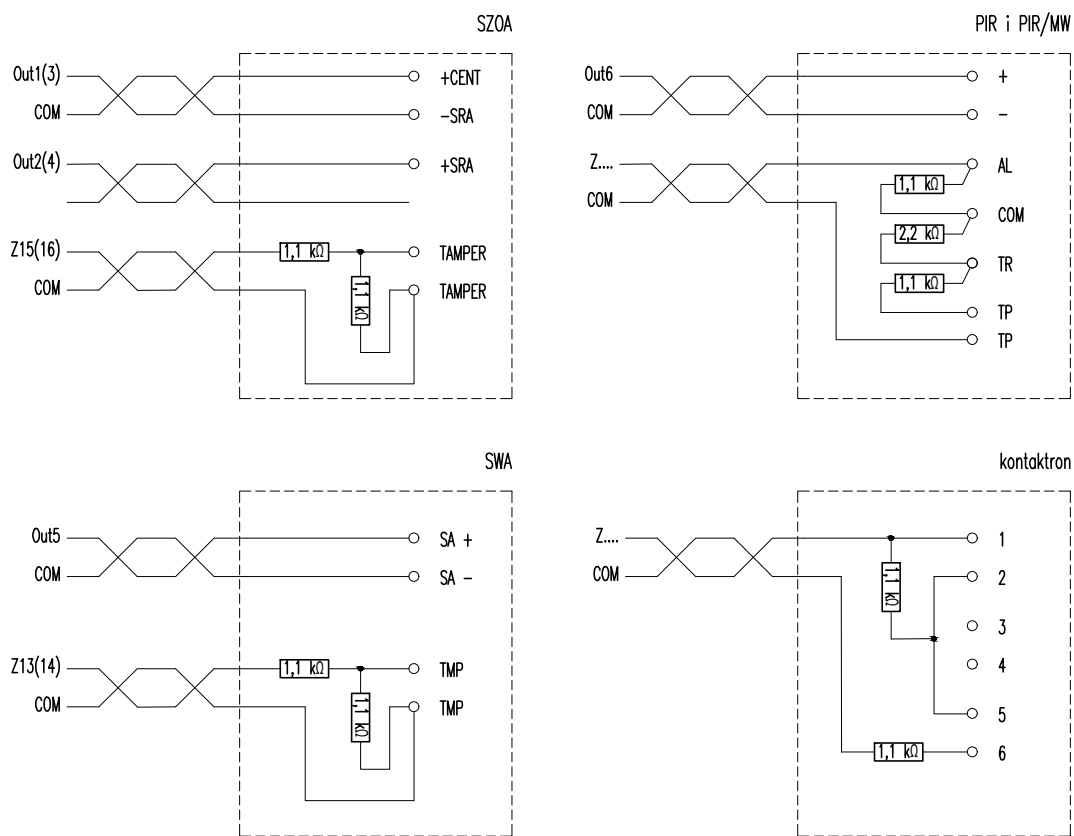 SZOA
Out1(3)
+CENT
COM
-SRA
Out2(4)
+SRA
Z15(16)
1,1 kΩ
TAMPER
COM
1,1 kΩ
TAMPER
PIR i PIR/MW
Out6
+
COM
-
Z....
AL
1,1 kΩ
COM
COM
2,2 kΩ
TR
1,1 kΩ
TP
TP
SWA
Out5
SA +
COM
SA -
Z13(14)
1,1 kΩ
TMP
COM
1,1 kΩ
TMP
kontaktron
Z....
1
COM
1,1 kΩ
2
3
4
5
1,1 kΩ
6